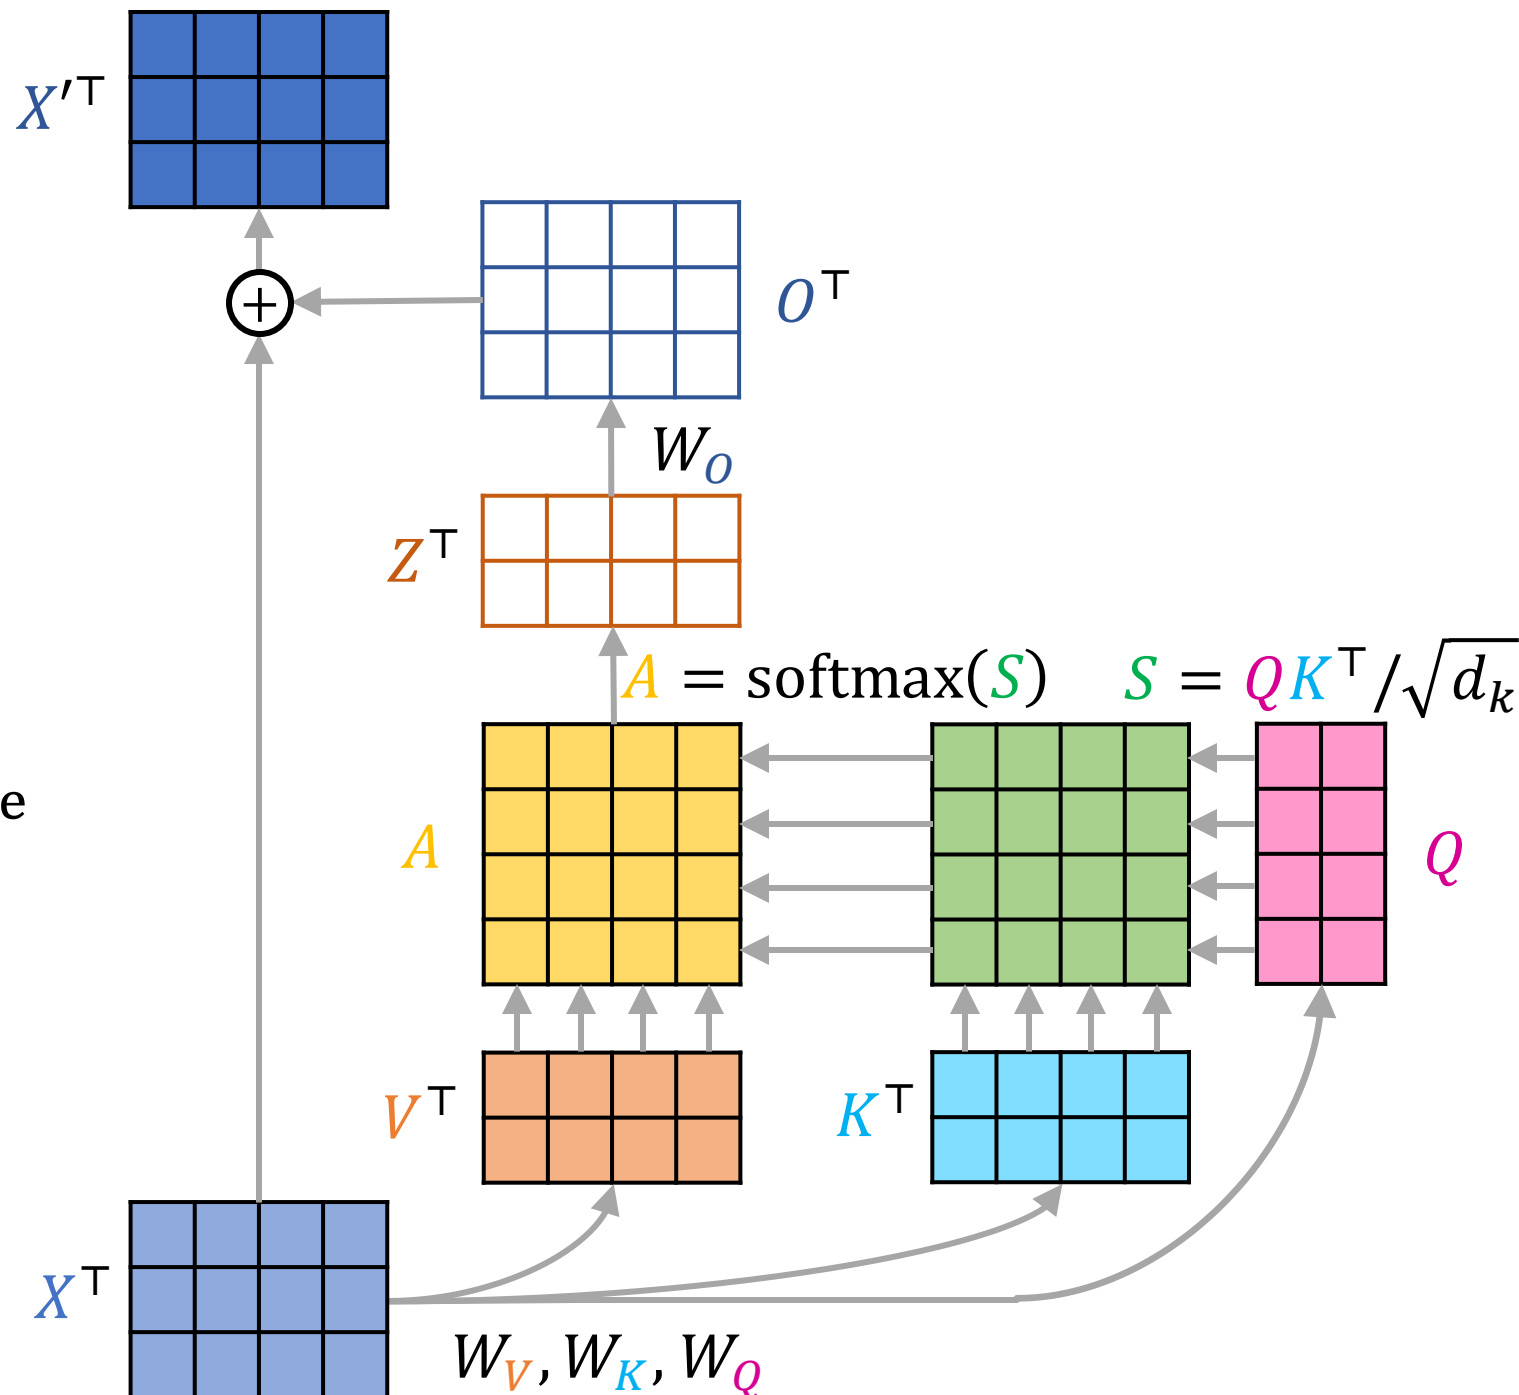 X′⊤
+
O⊤
W_O
Z⊤
A = softmax(S)
S = QK⊤/√d_k
e
A
Q
V⊤
K⊤
X⊤
W_V, W_K, W_Q